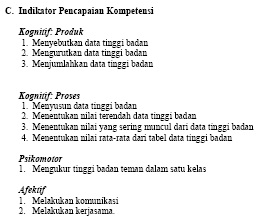 C. Indikator Pencapaian Kompetensi
Kognitif: Produk
1. Menyebutkan data tinggi badan
2. Mengurutkan data tinggi badan
3. Menjumlahkan data tinggi badan
Kognitif: Proses
1. Menyusun data tinggi badan
2. Menentukan nilai terendah data tinggi badan
3. Menentukan nilai yang sering muncul dari data tinggi badan
4. Menentukan nilai rata-rata dari tabel data tinggi badan
Psikomotor
1. Mengukur tinggi badan teman dalam satu kelas
Afektif
1. Melakukan komunikasi
2. Melakukan kerjasama.